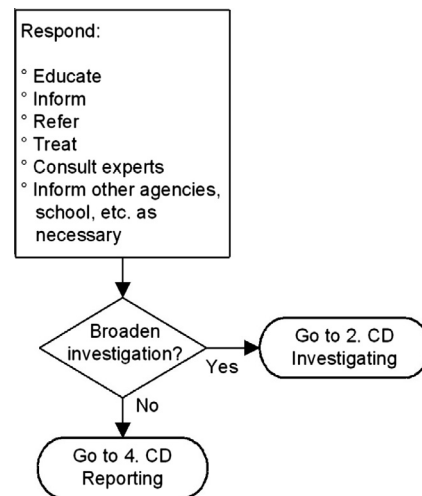 Respond:
° Educate
° Inform
° Refer
° Treat
° Consult experts
° Inform other agencies,
school, etc. as
necessary
Broaden
investigation?
Yes
Go to 2. CD
Investigating
No
Go to 4. CD
Reporting